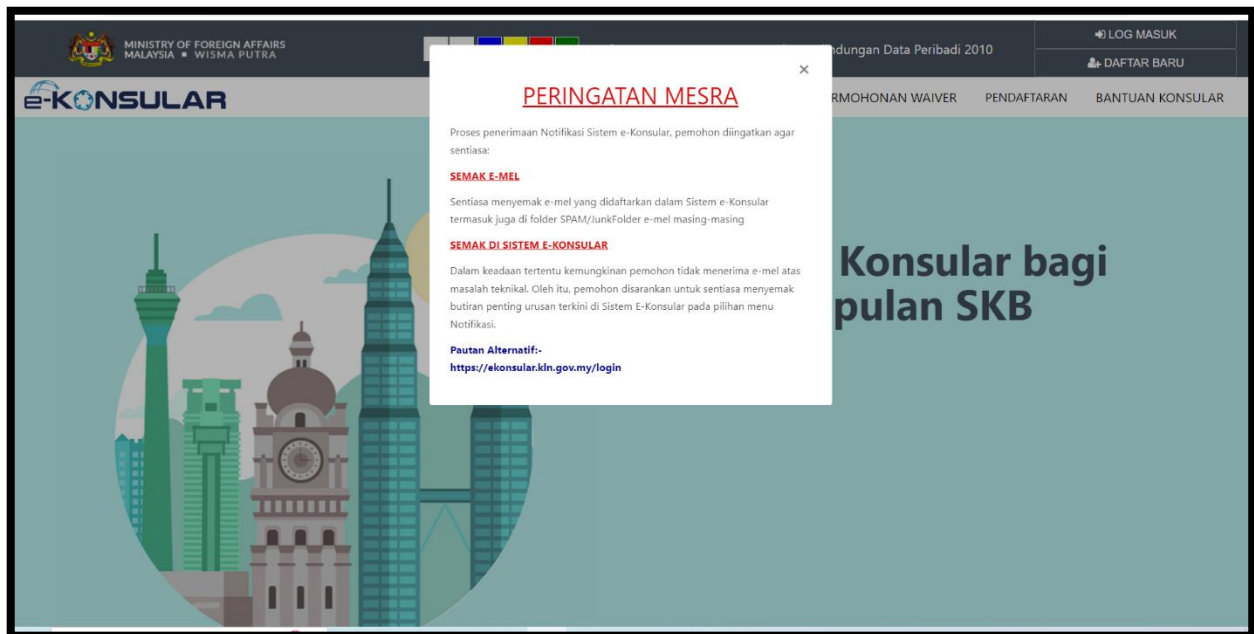 MINISTRY OF FOREIGN AFFAIRS
MALAYSIA ▪ WISMA PUTRA
Data Peribadi 2010
LOG MASUK
DAFTAR BARU
e-KONSULAR
WAIVER
PENDAFTARAN
BANTUAN KONSULAR
×
PERINGATAN MESRA
Proses penerimaan Notifikasi Sistem e-Konsular, pemohon diingatkan agar
sentiasa:
SEMAK E-MEL
Sentiasa menyemak e-mel yang didaftarkan dalam Sistem e-Konsular
termasuk juga di folder SPAM/JunkFolder e-mel masing-masing
SEMAK DI SISTEM E-KONSULAR
Dalam keadaan tertentu kemungkinan pemohon tidak menerima e-mel atas
masalah teknikal. Oleh itu, pemohon disarankan untuk sentiasa menyemak
butiran penting urusan terkini di Sistem E-Konsular pada pilihan menu
Notifikasi.
Pautan Alternatif:-
https://ekonsular.kln.gov.my/login
Konsular bagi
pulan SKB